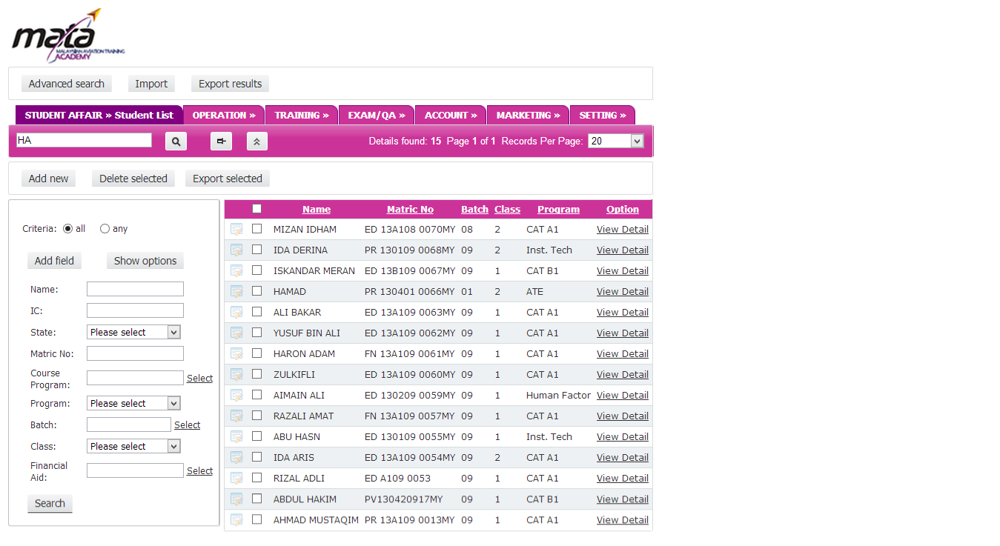 mata
MALAYSIAN AVIATION TRAINING
ACADEMY
Advanced search Import Export results
STUDENT AFFAIR » Student List OPERATION » TRAINING » EXAM/QA » ACCOUNT » MARKETING » SETTING »
HA Details found: 15 Page 1 of 1 Records Per Page: 20
Add new Delete selected Export selected
Criteria: all any
Add field Show options
Name:
IC:
State: Please select
Matric No:
Course Program: Select
Program: Please select
Batch: Select
Class: Please select
Financial Aid: Select
Search
Name Matric No Batch Class Program Option
MIZAN IDHAM ED 13A108 0070MY 08 2 CAT A1 View Detail
IDA DERINA PR 130109 0068MY 09 2 Inst. Tech View Detail
ISKANDAR MERAN ED 13B109 0067MY 09 1 CAT B1 View Detail
HAMAD PR 130401 0066MY 01 2 ATE View Detail
ALI BAKAR ED 13A109 0063MY 09 1 CAT A1 View Detail
YUSUF BIN ALI ED 13A109 0062MY 09 1 CAT A1 View Detail
HARON ADAM FN 13A109 0061MY 09 1 CAT A1 View Detail
ZULKIFLI ED 13A109 0060MY 09 1 CAT A1 View Detail
AIMAIN ALI ED 130209 0059MY 09 1 Human Factor View Detail
RAZALI AMAT FN 13A109 0057MY 09 1 CAT A1 View Detail
ABU HASN ED 130109 0055MY 09 1 Inst. Tech View Detail
IDA ARIS ED 13A109 0054MY 09 2 CAT A1 View Detail
RIZAL ADLI ED A109 0053 09 1 CAT A1 View Detail
ABDUL HAKIM PV130420917MY 09 1 CAT B1 View Detail
AHMAD MUSTAQIM PR 13A109 0013MY 09 1 CAT A1 View Detail